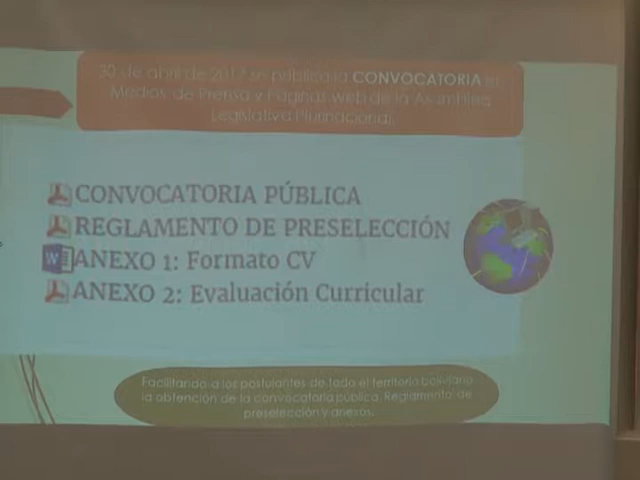 30 de abril de 2017 se publica la CONVOCATORIA en
Medios de Prensa y Paginas web de la Asamblea
Legislativa Plurinacional.
CONVOCATORIA PÚBLICA
REGLAMENTO DE PRESELECCIÓN
ANEXO 1: Formato CV
ANEXO 2: Evaluación Curricular
Facilitando a los postulantes de todo el territorio boliviano
la obtención de la convocatoria pública, Reglamento de
preselección y anexos.